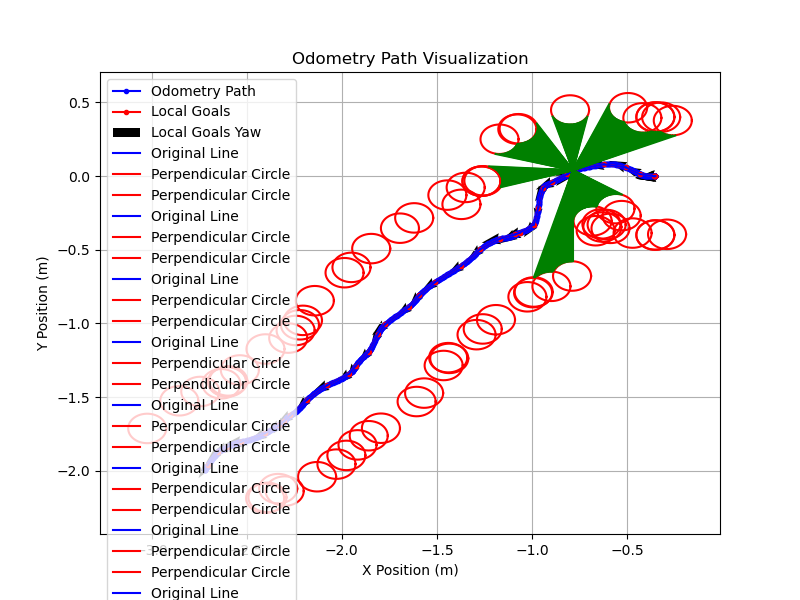 Odometry Path Visualization
Y Position (m)
0.5
0.0
−0.5
−1.0
−1.5
−2.0
Odometry Path
Local Goals
Local Goals Yaw
Original Line
Perpendicular Circle
Perpendicular Circle
Original Line
Perpendicular Circle
Perpendicular Circle
Original Line
Perpendicular Circle
Perpendicular Circle
Original Line
Perpendicular Circle
Perpendicular Circle
Original Line
Perpendicular Circle
Perpendicular Circle
Original Line
Perpendicular Circle
Perpendicular Circle
Original Line
Perpendicular Circle
Perpendicular Circle
Original Line
−2.0 −1.5 −1.0 −0.5
X Position (m)